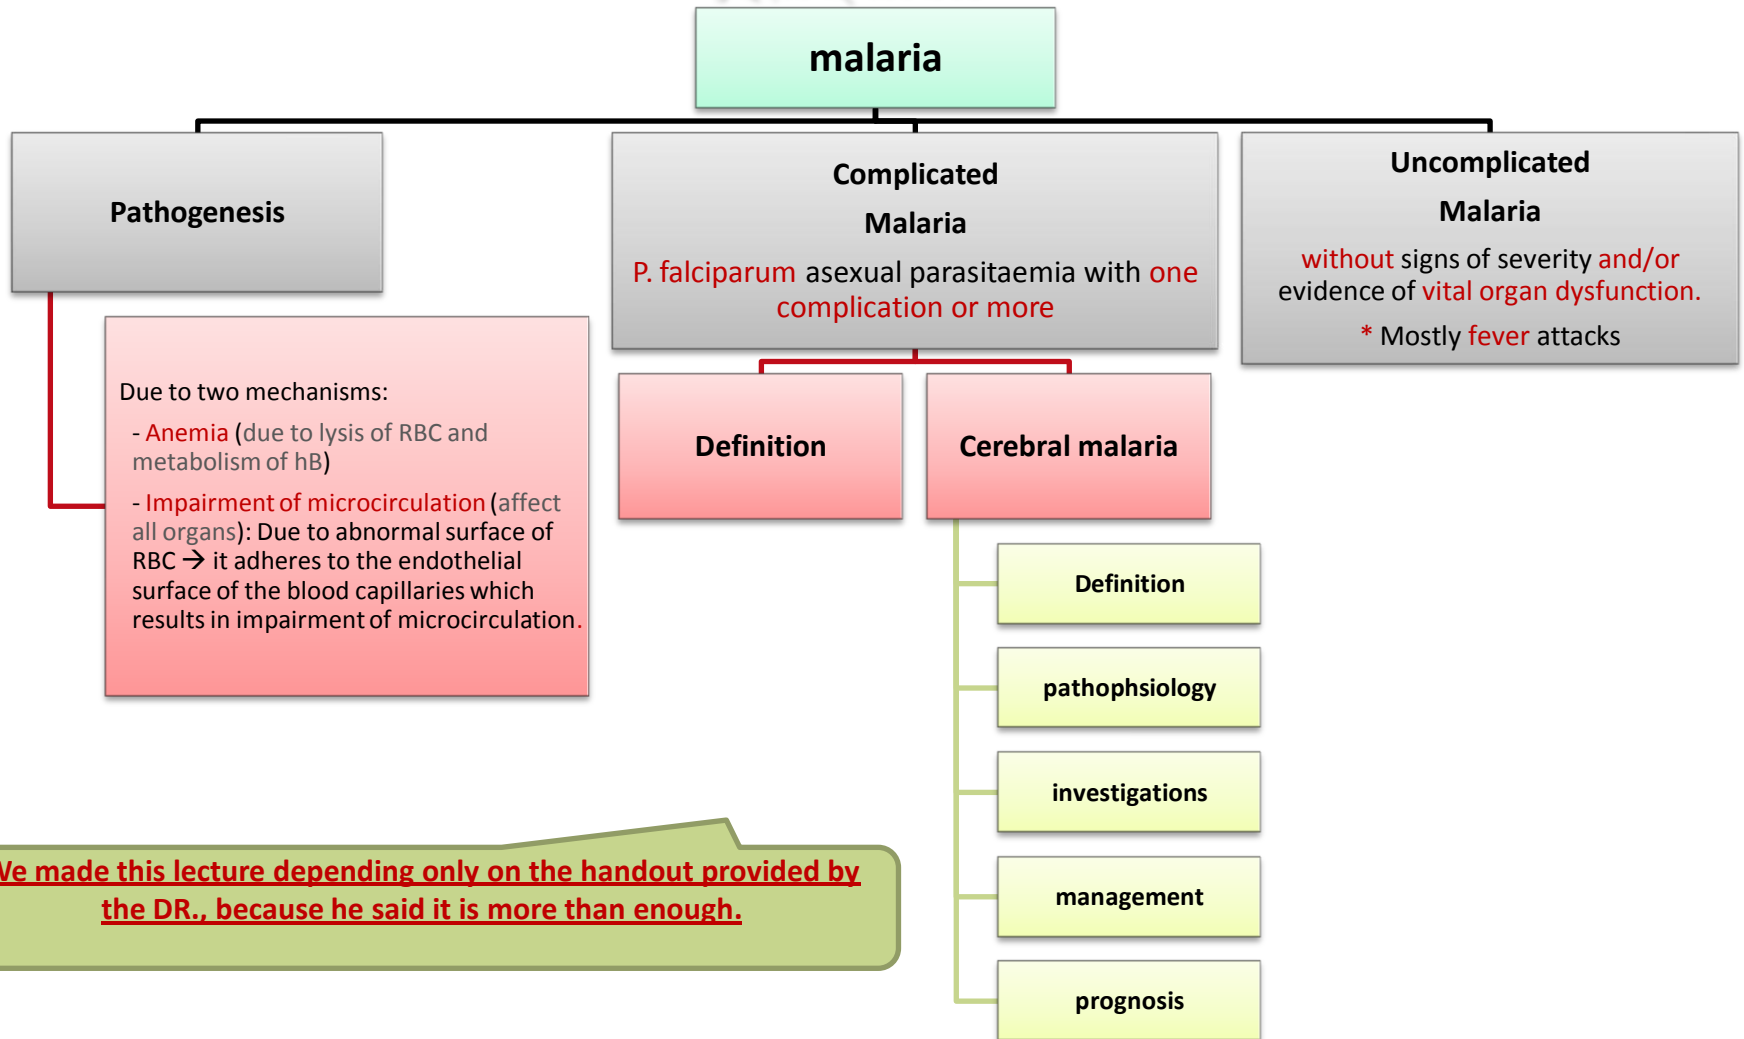 malaria
Pathogenesis
Due to two mechanisms:
- Anemia (due to lysis of RBC and
metabolism of hB)
- Impairment of microcirculation (affect
all organs): Due to abnormal surface of
RBC → it adheres to the endothelial
surface of the blood capillaries which
results in impairment of microcirculation.
Complicated
Malaria
P. falciparum asexual parasitaemia with one
complication or more
Definition
Cerebral malaria
Definition
pathophsiology
investigations
management
prognosis
Uncomplicated
Malaria
without signs of severity and/or
evidence of vital organ dysfunction.
* Mostly fever attacks
We made this lecture depending only on the handout provided by
the DR., because he said it is more than enough.